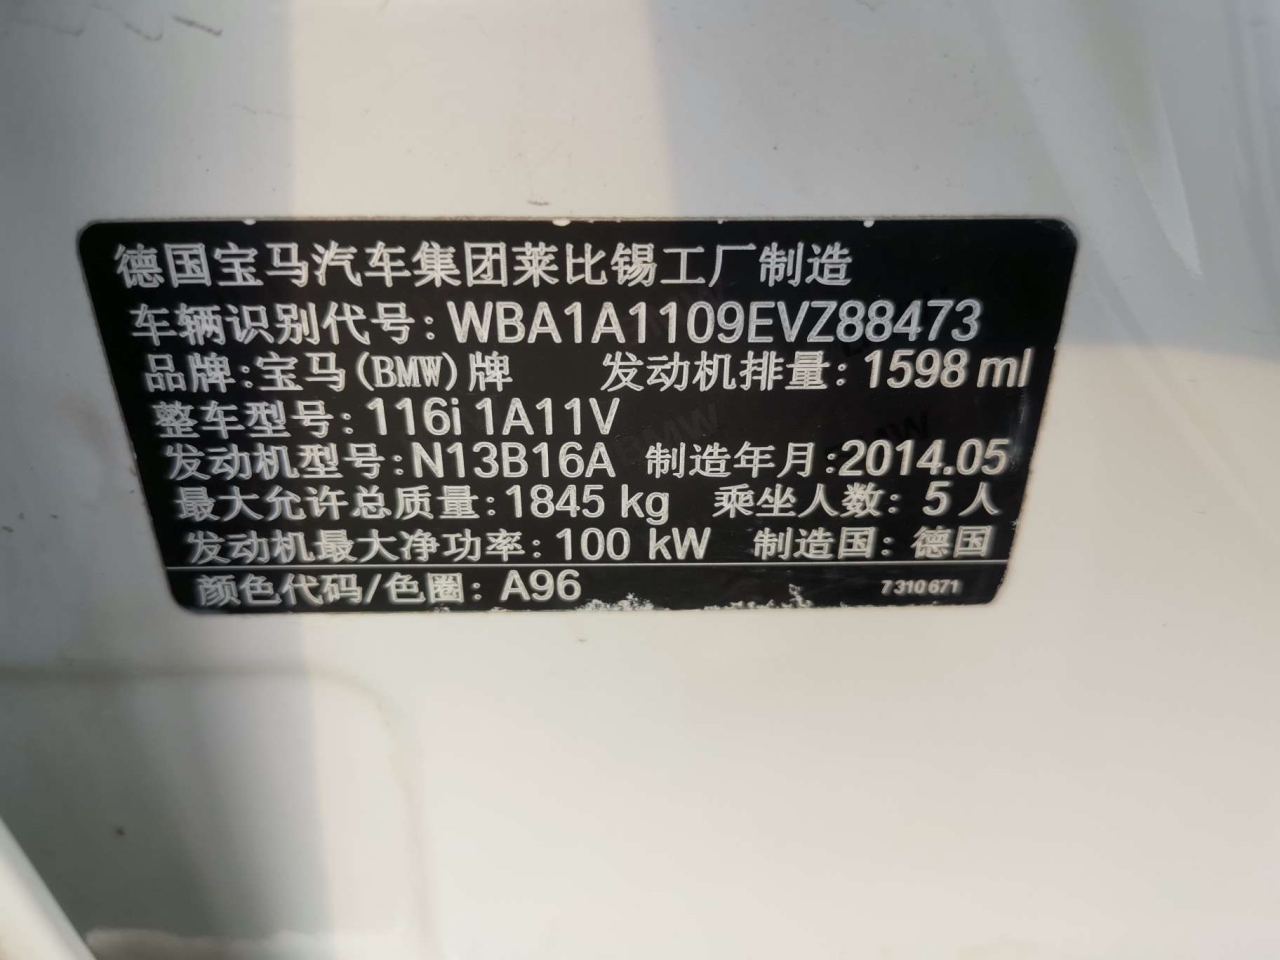 德国宝马汽车集团莱比锡工厂制造
车辆识别代号: WBA1A1109EVZ88473
品牌:宝马(BMW)牌 发动机排量: 1598 ml
整车型号: 116i 1A11V
发动机型号: N13B16A 制造年月:2014.05
最大允许总质量: 1845 kg 乘坐人数: 5 人
发动机最大净功率: 100 kW 制造国: 德国
颜色代码/色圈: A96 7 310 671